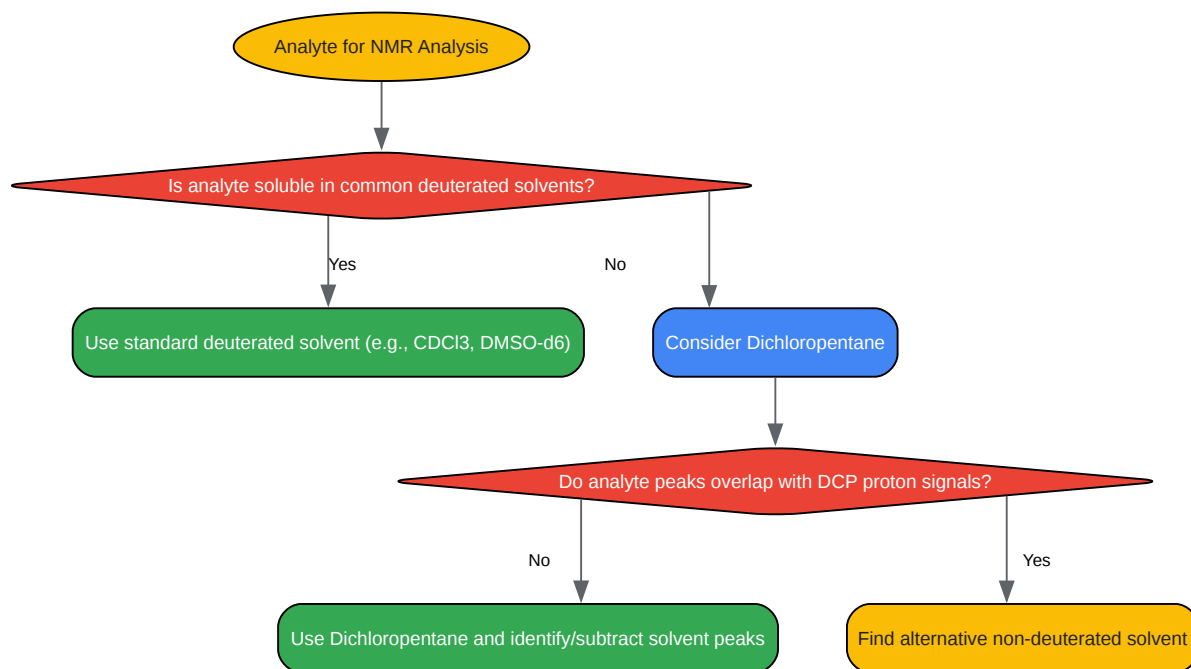 Analyte for NMR Analysis
Is analyte soluble in common deuterated solvents?
Yes
No
Use standard deuterated solvent (e.g., CDCl3, DMSO-d6)
Consider Dichloropentane
Do analyte peaks overlap with DCP proton signals?
No
Yes
Use Dichloropentane and identify/subtract solvent peaks
Find alternative non-deuterated solvent